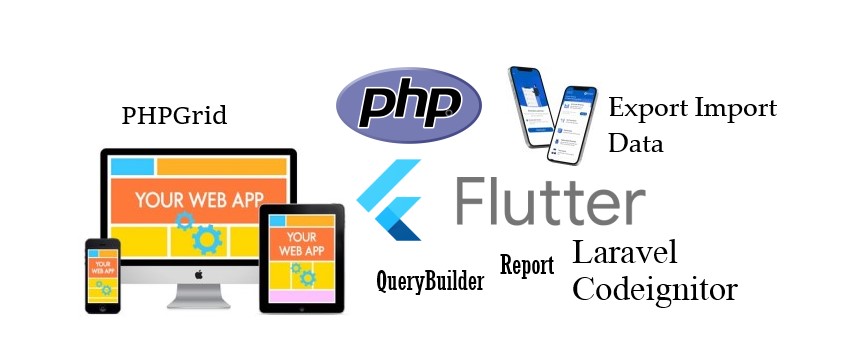 php
PHPGrid
Export Import
Data
YOUR WEB APP
Flutter
YOUR
WEB APP
YOUR
WEB APP
QueryBuilder
Report
Laravel
Codeignitor